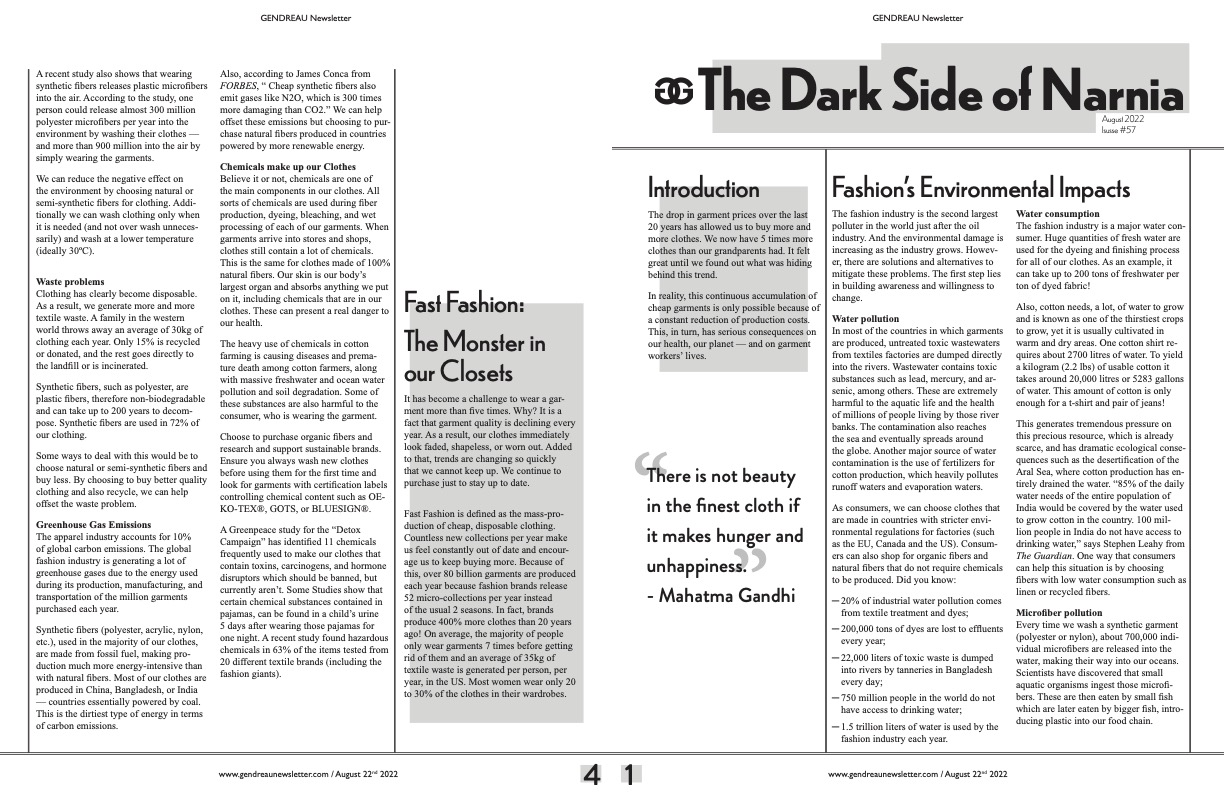 GENDREAU Newsletter
A recent study also shows that wearing
synthetic fibers releases plastic microfibers
into the air. According to the study, one
person could release almost 300 million
polyester microfibers per year into the
environment by washing their clothes —
and more than 900 million into the air by
simply wearing the garments.
We can reduce the negative effect on
the environment by choosing natural or
semi-synthetic fibers for clothing. Addi-
tionally we can wash clothing only when
it is needed (and not over wash unneces-
sarily) and wash at a lower temperature
(ideally 30ºC).
Waste problems
Clothing has clearly become disposable.
As a result, we generate more and more
textile waste. A family in the western
world throws away an average of 30kg of
clothing each year. Only 15% is recycled
or donated, and the rest goes directly to
the landfill or is incinerated.
Synthetic fibers, such as polyester, are
plastic fibers, therefore non-biodegradable
and can take up to 200 years to decom-
pose. Synthetic fibers are used in 72% of
our clothing.
Some ways to deal with this would be to
choose natural or semi-synthetic fibers and
buy less. By choosing to buy better quality
clothing and also recycle, we can help
offset the waste problem.
Greenhouse Gas Emissions
The apparel industry accounts for 10%
of global carbon emissions. The global
fashion industry is generating a lot of
greenhouse gases due to the energy used
during its production, manufacturing, and
transportation of the million garments
purchased each year.
Synthetic fibers (polyester, acrylic, nylon,
etc.), used in the majority of our clothes,
are made from fossil fuel, making pro-
duction much more energy-intensive than
with natural fibers. Most of our clothes are
produced in China, Bangladesh, or India
— countries essentially powered by coal.
This is the dirtiest type of energy in terms
of carbon emissions.
Also, according to James Conca from
FORBES, “ Cheap synthetic fibers also
emit gases like N2O, which is 300 times
more damaging than CO2.” We can help
offset these emissions but choosing to pur-
chase natural fibers produced in countries
powered by more renewable energy.
Chemicals make up our Clothes
Believe it or not, chemicals are one of
the main components in our clothes. All
sorts of chemicals are used during fiber
production, dyeing, bleaching, and wet
processing of each of our garments. When
garments arrive into stores and shops,
clothes still contain a lot of chemicals.
This is the same for clothes made of 100%
natural fibers. Our skin is our body’s
largest organ and absorbs anything we put
on it, including chemicals that are in our
clothes. These can present a real danger to
our health.
The heavy use of chemicals in cotton
farming is causing diseases and prema-
ture death among cotton farmers, along
with massive freshwater and ocean water
pollution and soil degradation. Some of
these substances are also harmful to the
consumer, who is wearing the garment.
Choose to purchase organic fibers and
research and support sustainable brands.
Ensure you always wash new clothes
before using them for the first time and
look for garments with certification labels
controlling chemical content such as OE-
KO-TEX®, GOTS, or BLUESIGN®.
A Greenpeace study for the “Detox
Campaign” has identified 11 chemicals
frequently used to make our clothes that
contain toxins, carcinogens, and hormone
disruptors which should be banned, but
currently aren’t. Some Studies show that
certain chemical substances contained in
pajamas, can be found in a child’s urine
5 days after wearing those pajamas for
one night. A recent study found hazardous
chemicals in 63% of the items tested from
20 different textile brands (including the
fashion giants).
Fast Fashion:
The Monster in
our Closets
It has become a challenge to wear a gar-
ment more than five times. Why? It is a
fact that garment quality is declining every
year. As a result, our clothes immediately
look faded, shapeless, or worn out. Added
to that, trends are changing so quickly
that we cannot keep up. We continue to
purchase just to stay up to date.
Fast Fashion is defined as the mass-pro-
duction of cheap, disposable clothing.
Countless new collections per year make
us feel constantly out of date and encour-
age us to keep buying more. Because of
this, over 80 billion garments are produced
each year because fashion brands release
52 micro-collections per year instead
of the usual 2 seasons. In fact, brands
produce 400% more clothes than 20 years
ago! On average, the majority of people
only wear garments 7 times before getting
rid of them and an average of 35kg of
textile waste is generated per person, per
year, in the US. Most women wear only 20
to 30% of the clothes in their wardrobes.
www.gendreaunewsletter.com / August 22nd 2022
4
GENDREAU Newsletter
GG The Dark Side of Narnia
August 2022
Isusse #57
Introduction
The drop in garment prices over the last
20 years has allowed us to buy more and
more clothes. We now have 5 times more
clothes than our grandparents had. It felt
great until we found out what was hiding
behind this trend.
In reality, this continuous accumulation of
cheap garments is only possible because of
a constant reduction of production costs.
This, in turn, has serious consequences on
our health, our planet — and on garment
workers’ lives.
“There is not beauty
in the finest cloth if
it makes hunger and
unhappiness.”
- Mahatma Gandhi
Fashion’s Environmental Impacts
The fashion industry is the second largest
polluter in the world just after the oil
industry. And the environmental damage is
increasing as the industry grows. Howev-
er, there are solutions and alternatives to
mitigate these problems. The first step lies
in building awareness and willingness to
change.
Water pollution
In most of the countries in which garments
are produced, untreated toxic wastewaters
from textiles factories are dumped directly
into the rivers. Wastewater contains toxic
substances such as lead, mercury, and ar-
senic, among others. These are extremely
harmful to the aquatic life and the health
of millions of people living by those river
banks. The contamination also reaches
the sea and eventually spreads around
the globe. Another major source of water
contamination is the use of fertilizers for
cotton production, which heavily pollutes
runoff waters and evaporation waters.
As consumers, we can choose clothes that
are made in countries with stricter envi-
ronmental regulations for factories (such
as the EU, Canada and the US). Consum-
ers can also shop for organic fibers and
natural fibers that do not require chemicals
to be produced. Did you know:
— 20% of industrial water pollution comes
from textile treatment and dyes;
— 200,000 tons of dyes are lost to effluents
every year;
— 22,000 liters of toxic waste is dumped
into rivers by tanneries in Bangladesh
every day;
— 750 million people in the world do not
have access to drinking water;
— 1.5 trillion liters of water is used by the
fashion industry each year.
Water consumption
The fashion industry is a major water con-
sumer. Huge quantities of fresh water are
used for the dyeing and finishing process
for all of our clothes. As an example, it
can take up to 200 tons of freshwater per
ton of dyed fabric!
Also, cotton needs, a lot, of water to grow
and is known as one of the thirstiest crops
to grow, yet it is usually cultivated in
warm and dry areas. One cotton shirt re-
quires about 2700 litres of water. To yield
a kilogram (2.2 lbs) of usable cotton it
takes around 20,000 litres or 5283 gallons
of water. This amount of cotton is only
enough for a t-shirt and pair of jeans!
This generates tremendous pressure on
this precious resource, which is already
scarce, and has dramatic ecological conse-
quences such as the desertification of the
Aral Sea, where cotton production has en-
tirely drained the water. “85% of the daily
water needs of the entire population of
India would be covered by the water used
to grow cotton in the country. 100 mil-
lion people in India do not have access to
drinking water,” says Stephen Leahy from
The Guardian. One way that consumers
can help this situation is by choosing
fibers with low water consumption such as
linen or recycled fibers.
Microfiber pollution
Every time we wash a synthetic garment
(polyester or nylon), about 700,000 indi-
vidual microfibers are released into the
water, making their way into our oceans.
Scientists have discovered that small
aquatic organisms ingest those microfi-
bers. These are then eaten by small fish
which are later eaten by bigger fish, intro-
ducing plastic into our food chain.
1
www.gendreaunewsletter.com / August 22nd 2022